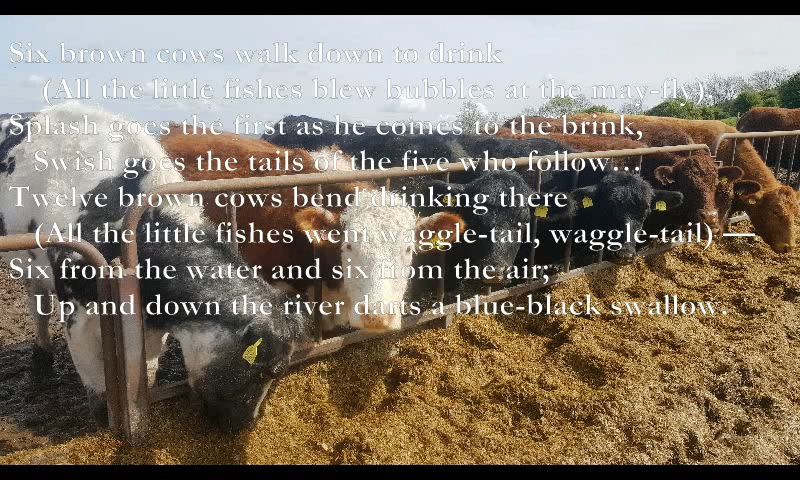 Six brown cows walk down to drink
(All the little fishes blew bubbles at the may-fly).
Splash goes the first as he comes to the brink,
Swish goes the tails of the five who follow...
Twelve brown cows bend drinking there
(All the little fishes went waggle-tail, waggle-tail) —
Six from the water and six from the air;
Up and down the river darts a blue-black swallow.